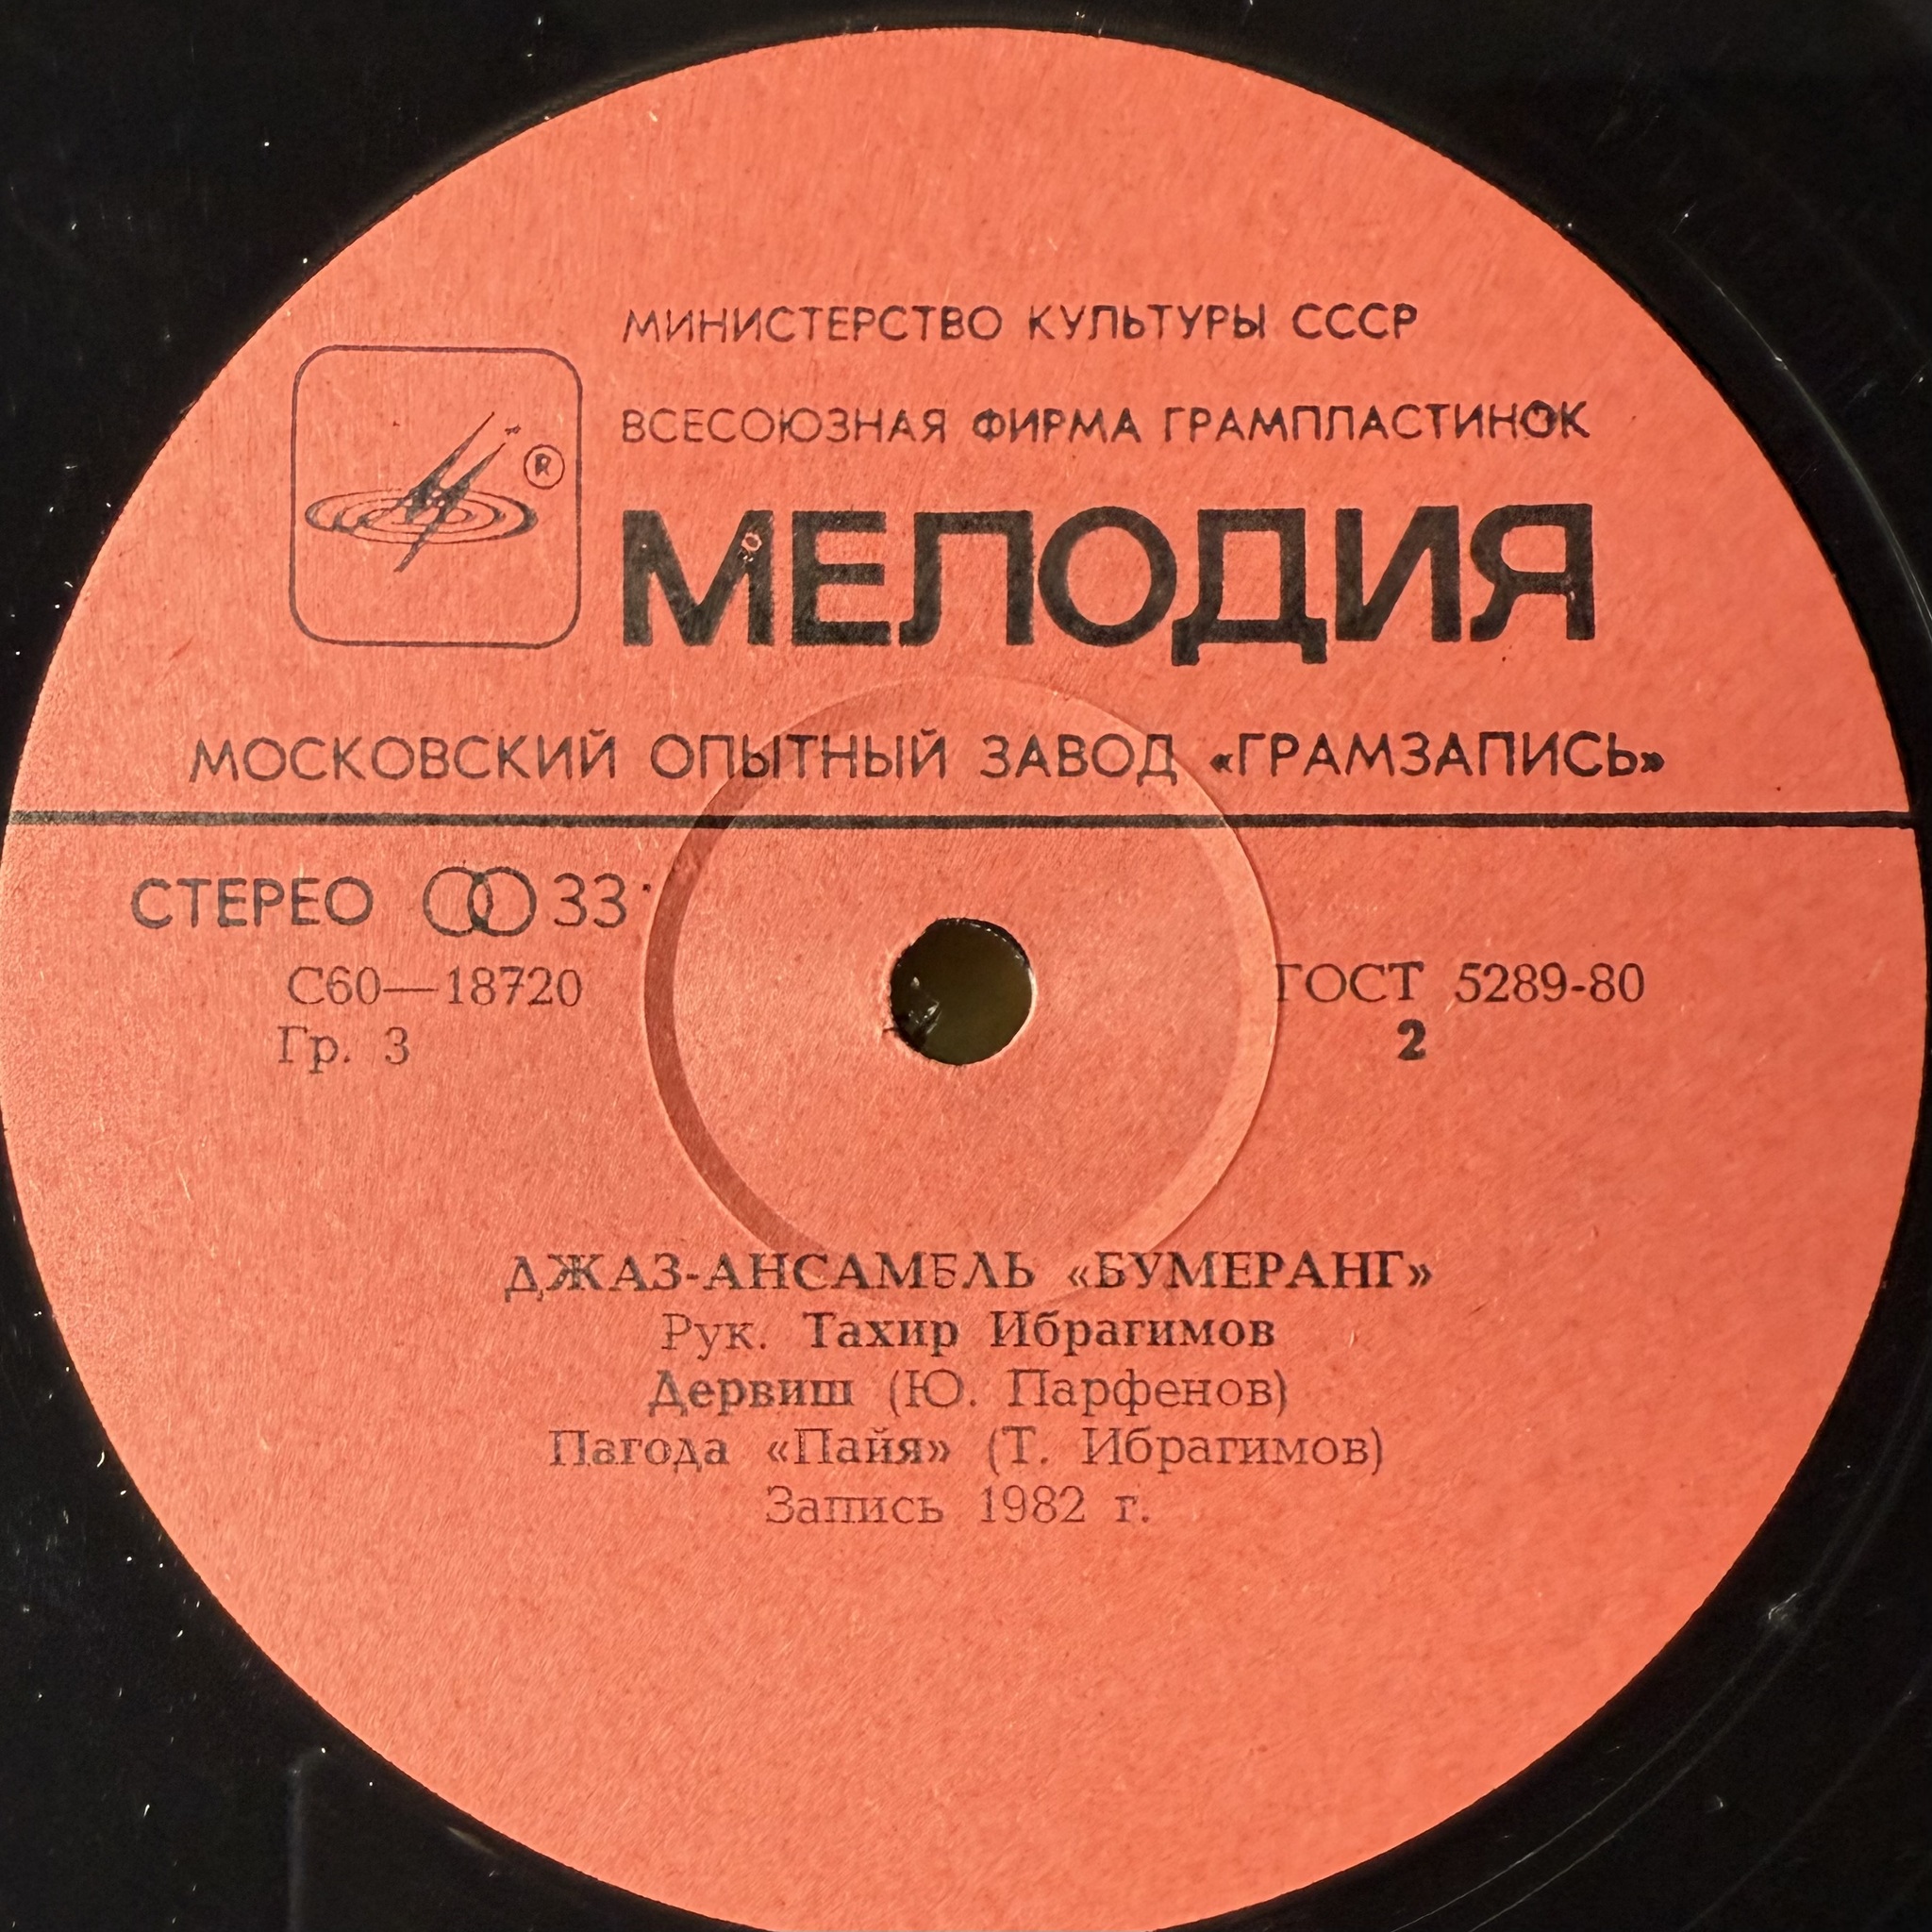 МИНИСТЕРСТВО КУЛЬТУРЫ СССР
ВСЕСОЮЗНАЯ ФИРМА ГРАМПЛАСТИНОК
®
МЕЛОДИЯ
МОСКОВСКИЙ ОПЫТНЫЙ ЗАВОД «ГРАМЗАПИСЬ»
СТЕРЕО 33
С60—18720
ГОСТ 5289-80
Гр. 3
2
ДЖАЗ-АНСАМБЛЬ «БУМЕРАНГ»
Рук. Тахир Ибрагимов
Дервиш (Ю. Парфенов)
Пагода «Пайя» (Т. Ибрагимов)
Запись 1982 г.